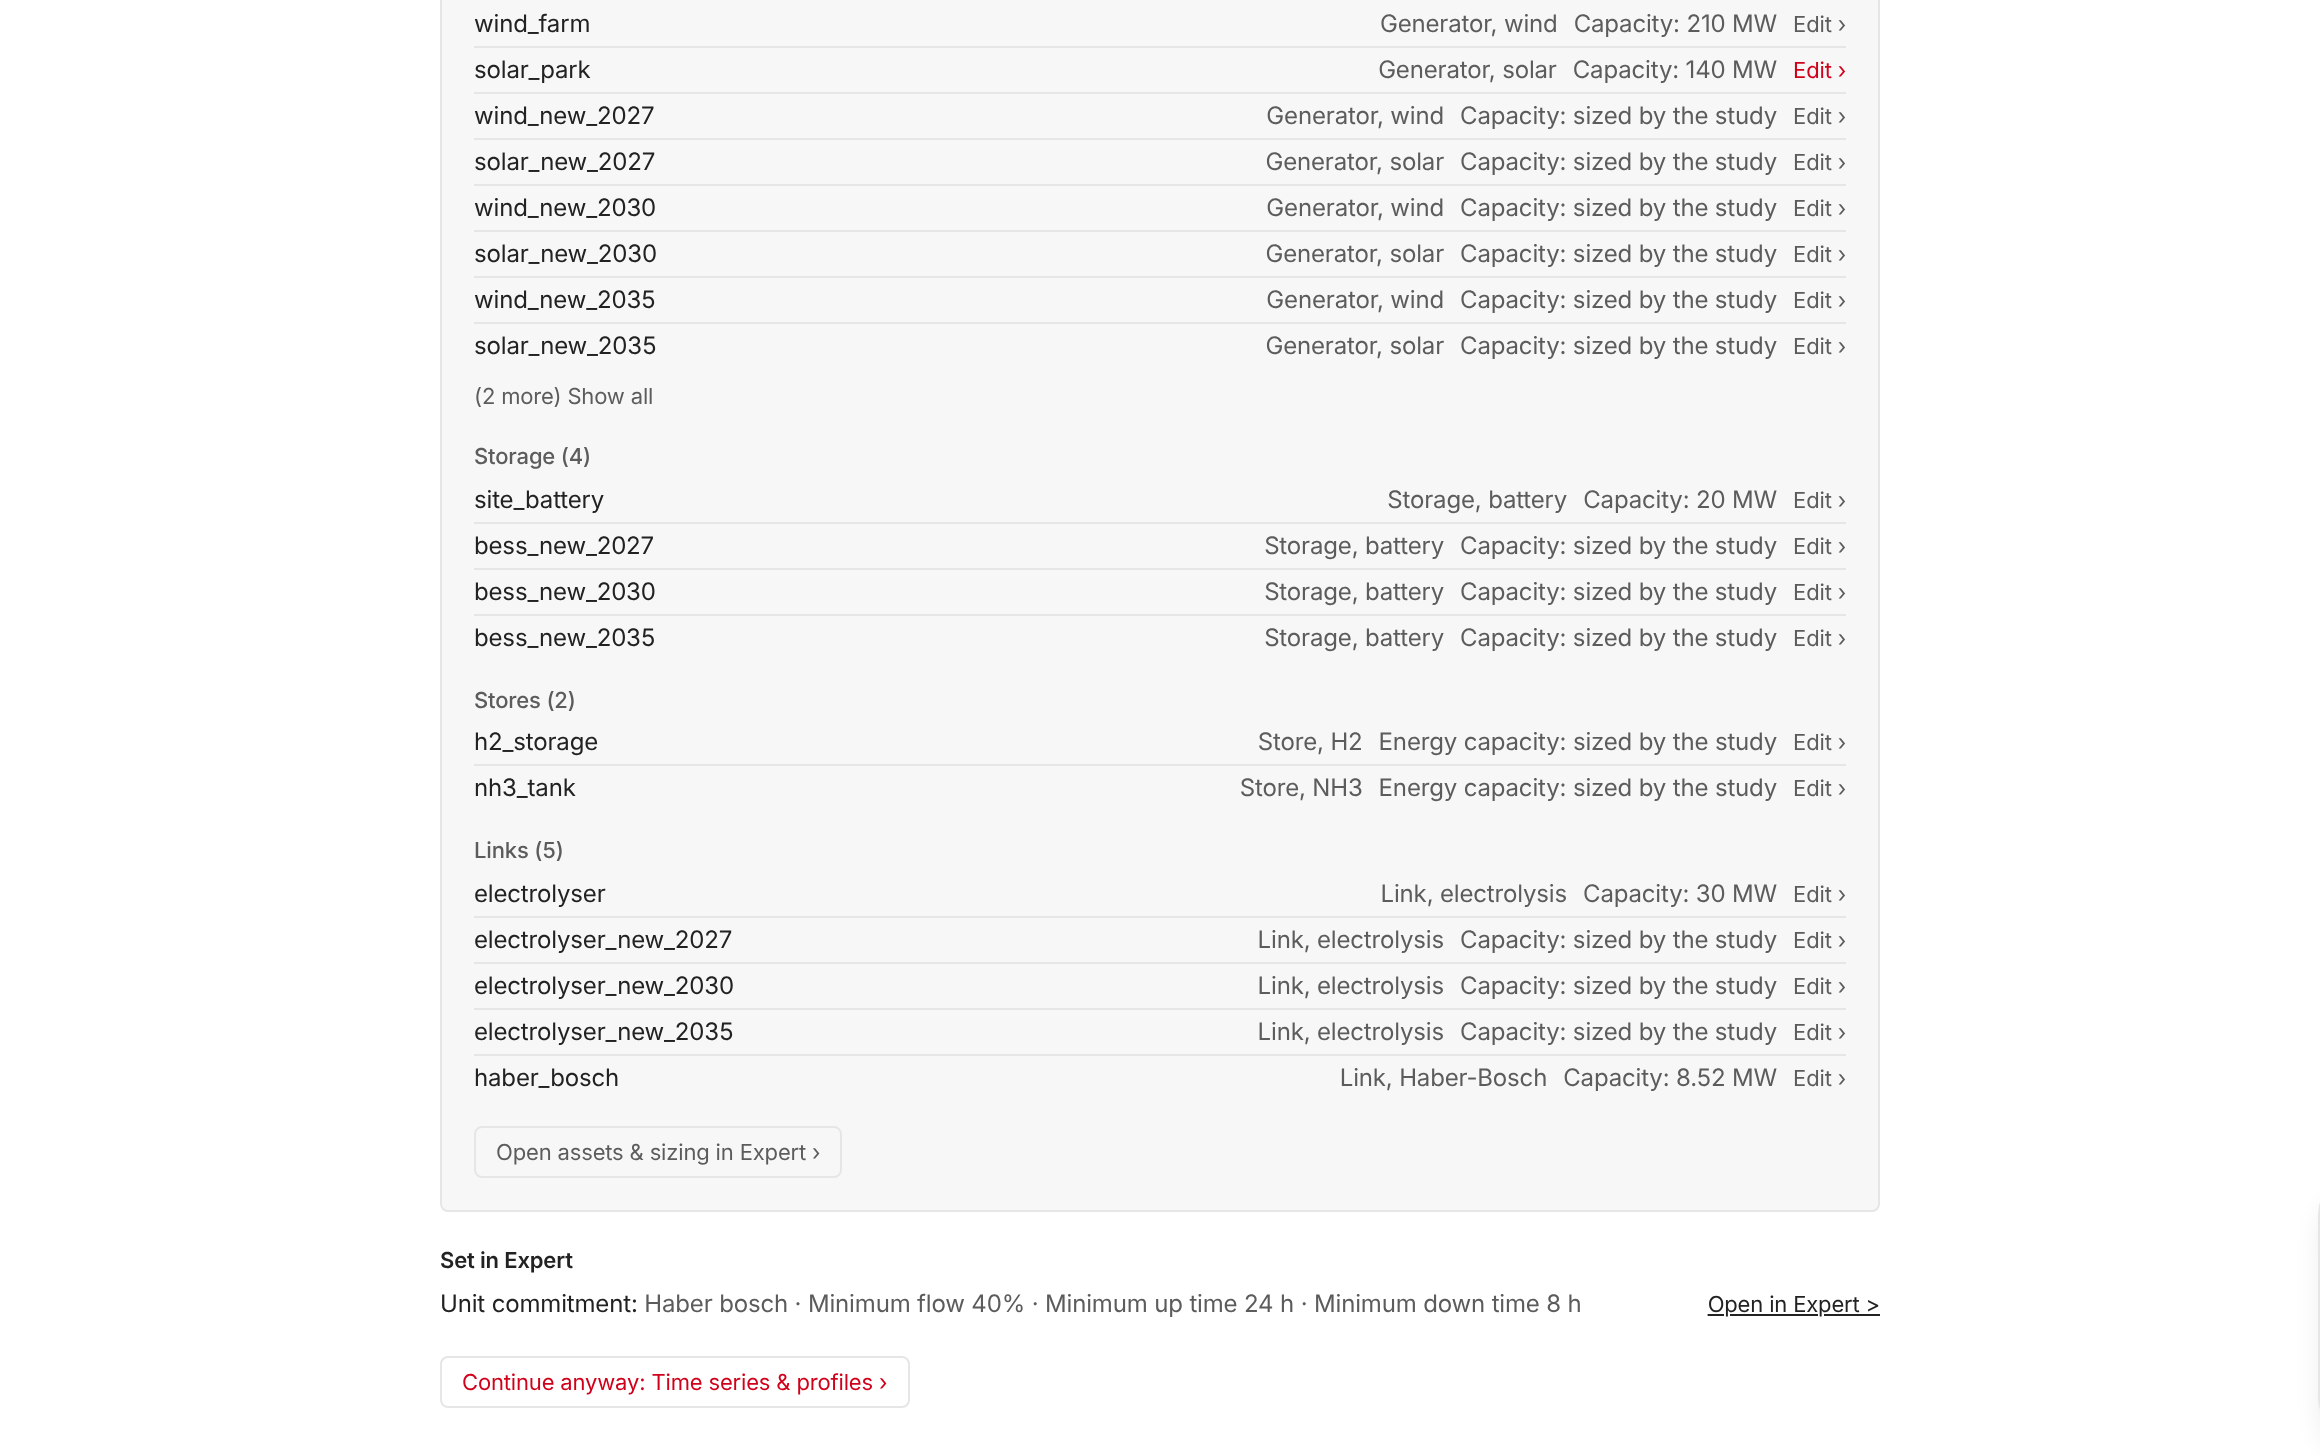 wind_farm Generator, wind Capacity: 210 MW Edit ›
solar_park Generator, solar Capacity: 140 MW Edit ›
wind_new_2027 Generator, wind Capacity: sized by the study Edit ›
solar_new_2027 Generator, solar Capacity: sized by the study Edit ›
wind_new_2030 Generator, wind Capacity: sized by the study Edit ›
solar_new_2030 Generator, solar Capacity: sized by the study Edit ›
wind_new_2035 Generator, wind Capacity: sized by the study Edit ›
solar_new_2035 Generator, solar Capacity: sized by the study Edit ›
(2 more) Show all
Storage (4)
site_battery Storage, battery Capacity: 20 MW Edit ›
bess_new_2027 Storage, battery Capacity: sized by the study Edit ›
bess_new_2030 Storage, battery Capacity: sized by the study Edit ›
bess_new_2035 Storage, battery Capacity: sized by the study Edit ›
Stores (2)
h2_storage Store, H2 Energy capacity: sized by the study Edit ›
nh3_tank Store, NH3 Energy capacity: sized by the study Edit ›
Links (5)
electrolyser Link, electrolysis Capacity: 30 MW Edit ›
electrolyser_new_2027 Link, electrolysis Capacity: sized by the study Edit ›
electrolyser_new_2030 Link, electrolysis Capacity: sized by the study Edit ›
electrolyser_new_2035 Link, electrolysis Capacity: sized by the study Edit ›
haber_bosch Link, Haber-Bosch Capacity: 8.52 MW Edit ›
Open assets & sizing in Expert ›
Set in Expert
Unit commitment: Haber bosch · Minimum flow 40% · Minimum up time 24 h · Minimum down time 8 h Open in Expert >
Continue anyway: Time series & profiles ›